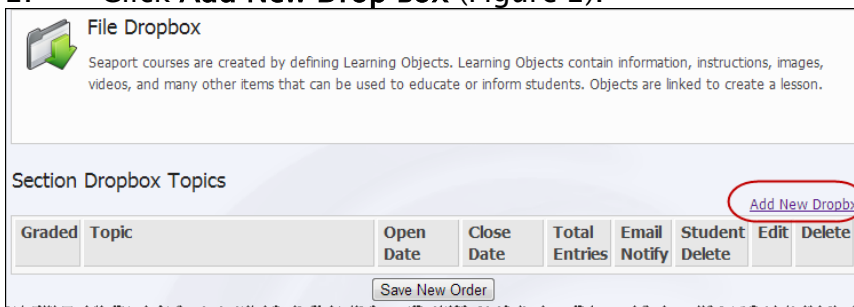 Click Add New Drop Box (Figure 2).
File Dropbox
Seaport courses are created by defining Learning Objects. Learning Objects contain information, instructions, images,
videos, and many other items that can be used to educate or inform students. Objects are linked to create a lesson.
Section Dropbox Topics
Add New Dropbx
Graded Topic Open Date Close Date Total Entries Email Notify Student Delete Edit Delete
Save New Order